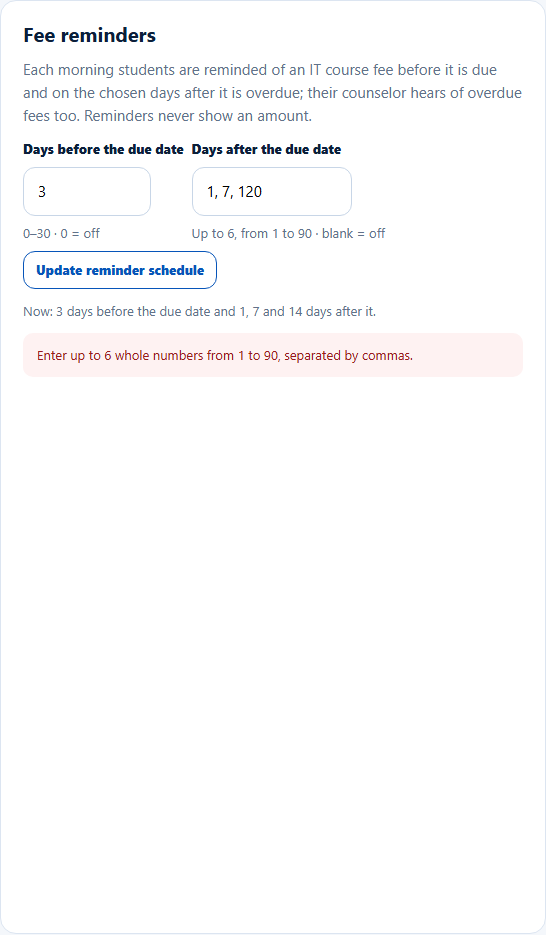 Fee reminders
Each morning students are reminded of an IT course fee before it is due
and on the chosen days after it is overdue; their counselor hears of overdue
fees too. Reminders never show an amount.
Days before the due date Days after the due date
3 1, 7, 120
0–30 · 0 = off Up to 6, from 1 to 90 · blank = off
Update reminder schedule
Now: 3 days before the due date and 1, 7 and 14 days after it.
Enter up to 6 whole numbers from 1 to 90, separated by commas.